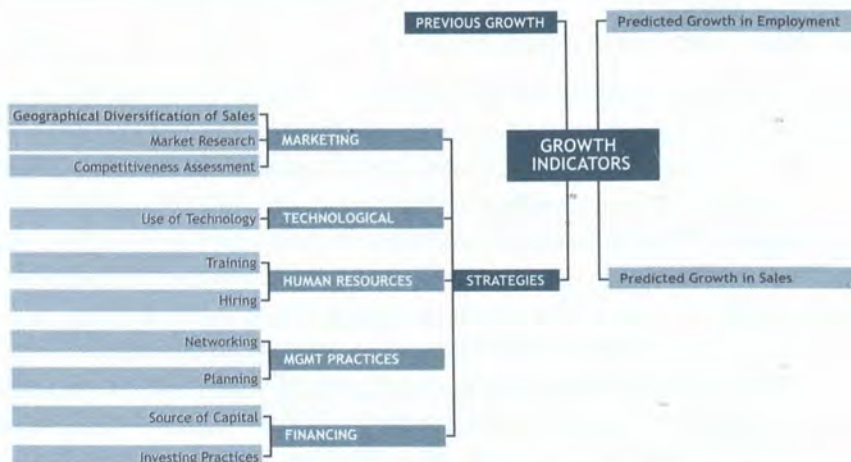 PREVIOUS GROWTH
Predicted Growth in Employment
Geographical Diversification of Sales
Market Research
Competitiveness Assessment
MARKETING
GROWTH
INDICATORS
Use of Technology
TECHNOLOGICAL
Training
Hiring
HUMAN RESOURCES
STRATEGIES
Predicted Growth in Sales
Networking
Planning
MGMT PRACTICES
Source of Capital
Investing Practices
FINANCING